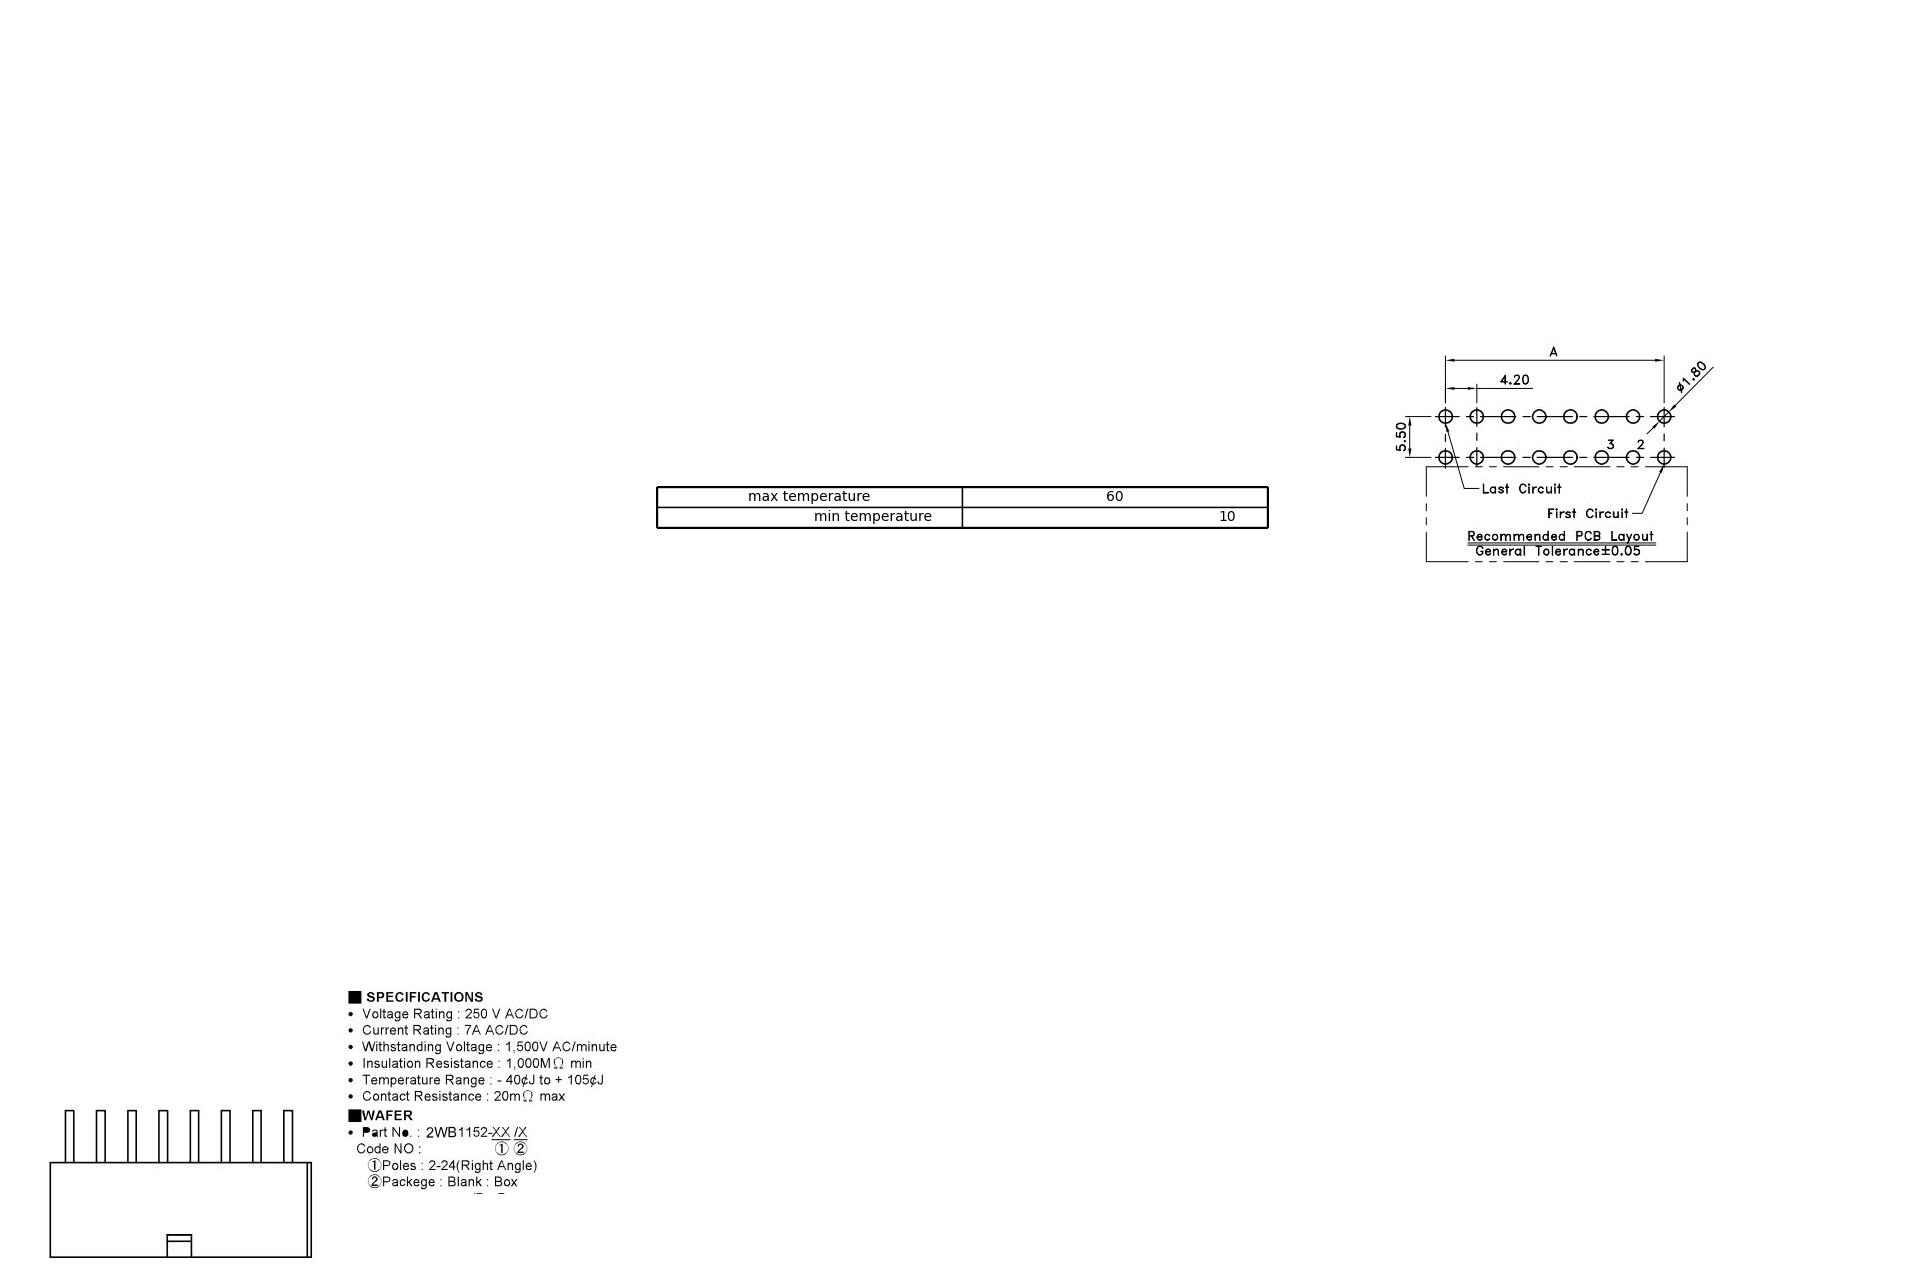 A
4.20
ø1.80
5.50
3 2
Last Circuit
First Circuit
Recommended PCB Layout
General Tolerance±0.05
max temperature 60
min temperature 10
■ SPECIFICATIONS
• Voltage Rating : 250 V AC/DC
• Current Rating : 7A AC/DC
• Withstanding Voltage : 1,500V AC/minute
• Insulation Resistance : 1,000MΩ min
• Temperature Range : - 40¢J to + 105¢J
• Contact Resistance : 20mΩ max
■WAFER
• Part No. : 2WB1152-XX /X
Code NO : ① ②
①Poles : 2-24(Right Angle)
②Packege : Blank : Box